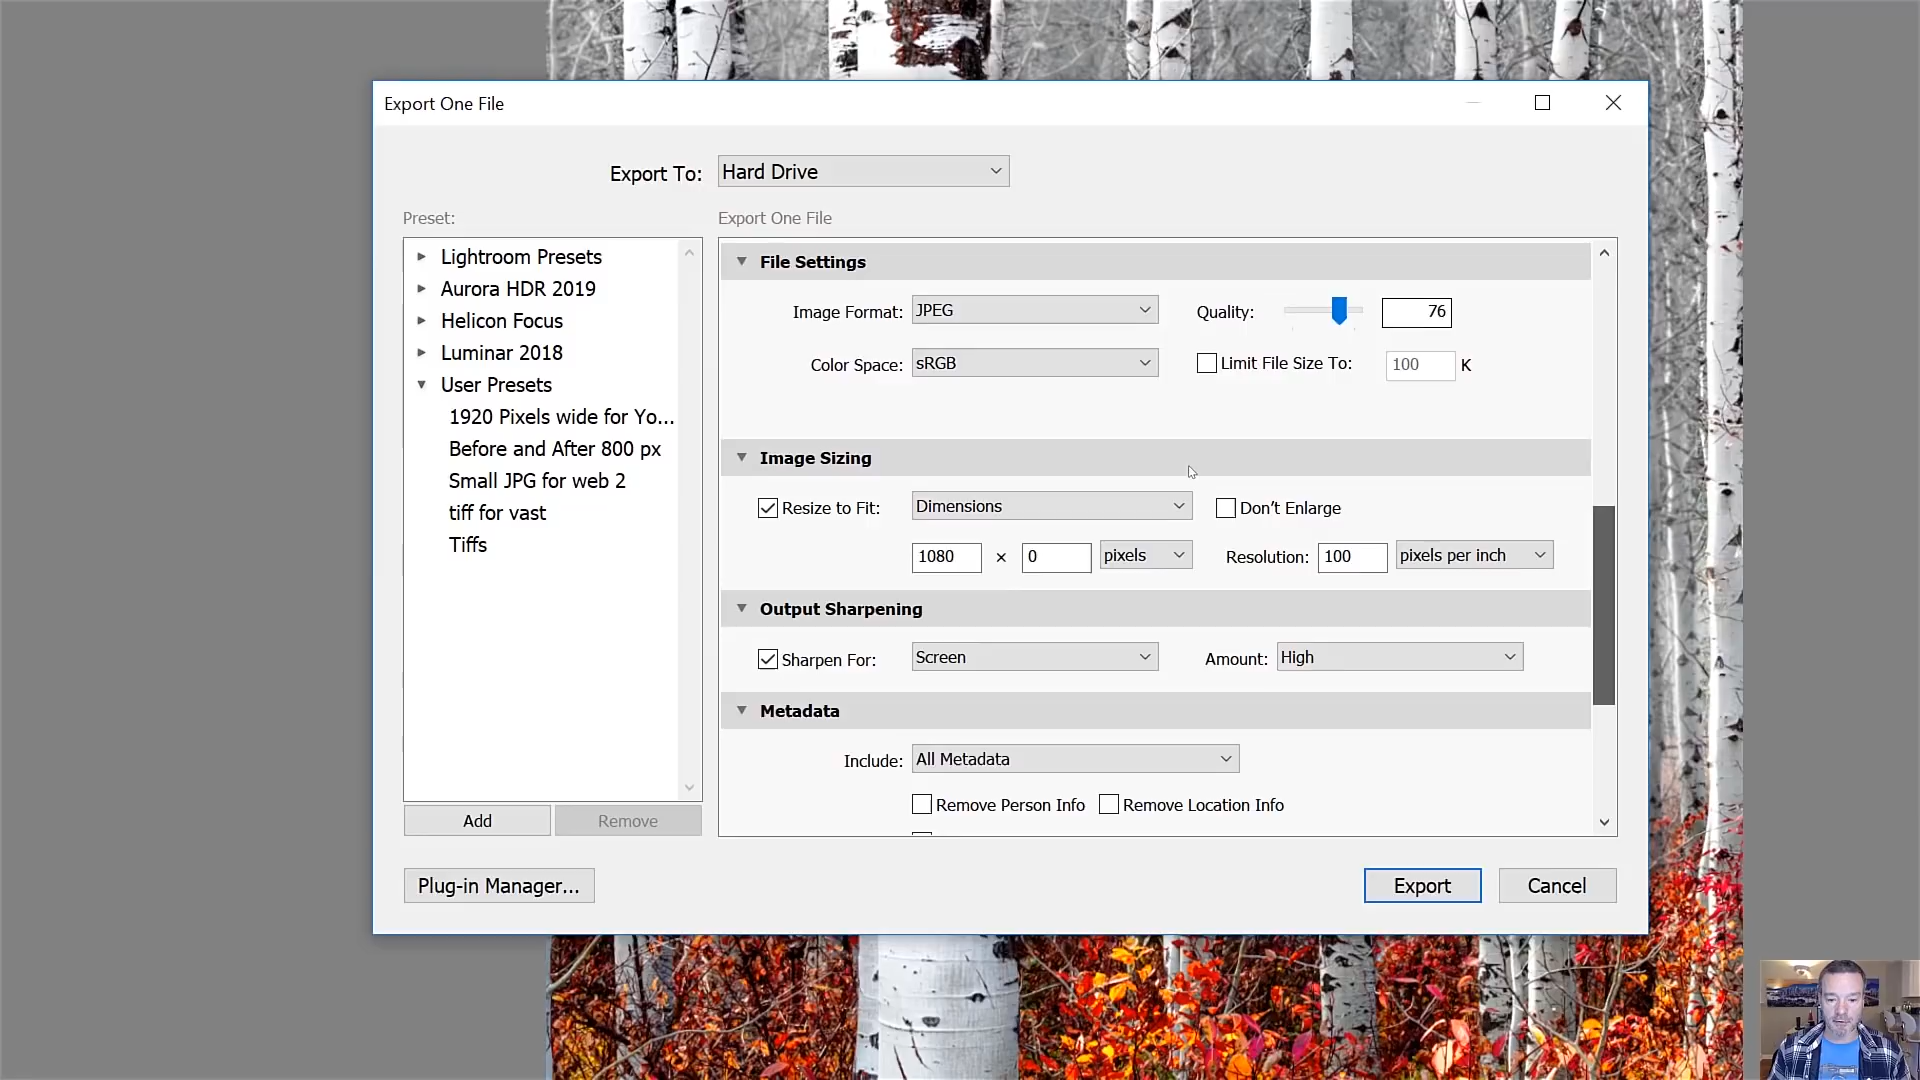 Export One File
Export To: Hard Drive
Preset:
Lightroom Presets
Aurora HDR 2019
Helicon Focus
Luminar 2018
User Presets
1920 Pixels wide for Yo...
Before and After 800 px
Small JPG for web 2
tiff for vast
Tiffs
Add Remove
Export One File
File Settings
Image Format: JPEG Quality: 76
Color Space: sRGB Limit File Size To: 100 K
Image Sizing
Resize to Fit: Dimensions Don't Enlarge
1080 × 0 pixels Resolution: 100 pixels per inch
Output Sharpening
Sharpen For: Screen Amount: High
Metadata
Include: All Metadata
Remove Person Info Remove Location Info
Plug-in Manager... Export Cancel